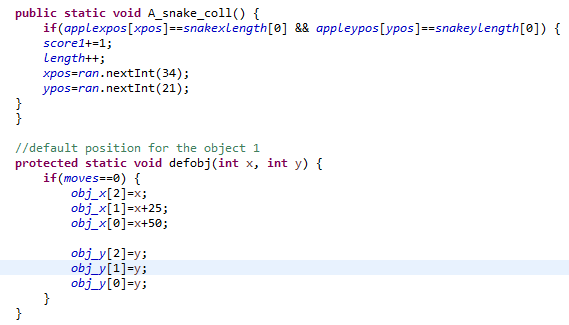 public static void A_snake_coll() {
if(applexpos[xpos]==snakexlength[0] && appleypos[ypos]==snakeylength[0]) {
score1+=1;
length++;
xpos=ran.nextInt(34);
ypos=ran.nextInt(21);
}
}
//default position for the object 1
protected static void defobj(int x, int y) {
if(moves==0) {
obj_x[2]=x;
obj_x[1]=x+25;
obj_x[0]=x+50;
obj_y[2]=y;
obj_y[1]=y;
obj_y[0]=y;
}
}